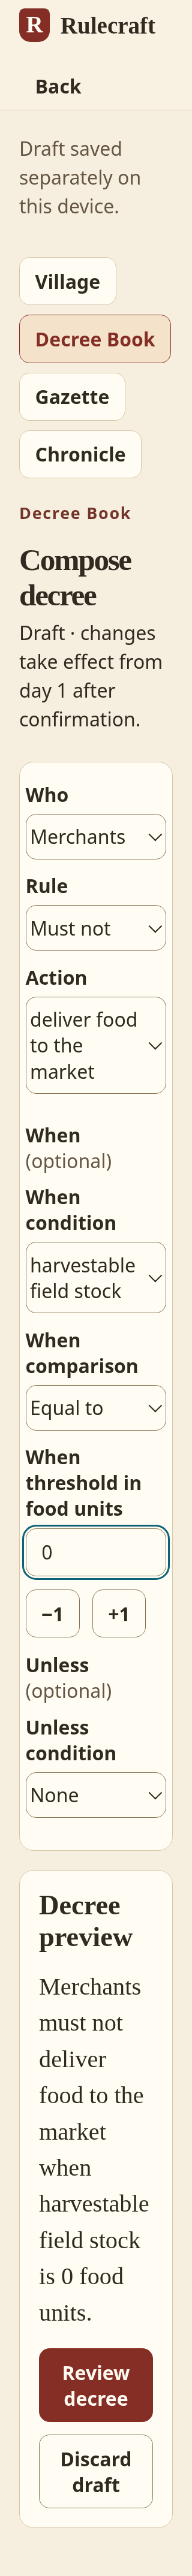 R Rulecraft
Back
Draft saved
separately on
this device.
Village
Decree Book
Gazette
Chronicle
Decree Book
Compose
decree
Draft · changes
take effect from
day 1 after
confirmation.
Who
Merchants
Rule
Must not
Action
deliver food
to the
market
When
(optional)
When
condition
harvestable
field stock
When
comparison
Equal to
When
threshold in
food units
0
−1 +1
Unless
(optional)
Unless
condition
None
Decree
preview
Merchants
must not
deliver
food to the
market
when
harvestable
field stock
is 0 food
units.
Review
decree
Discard
draft